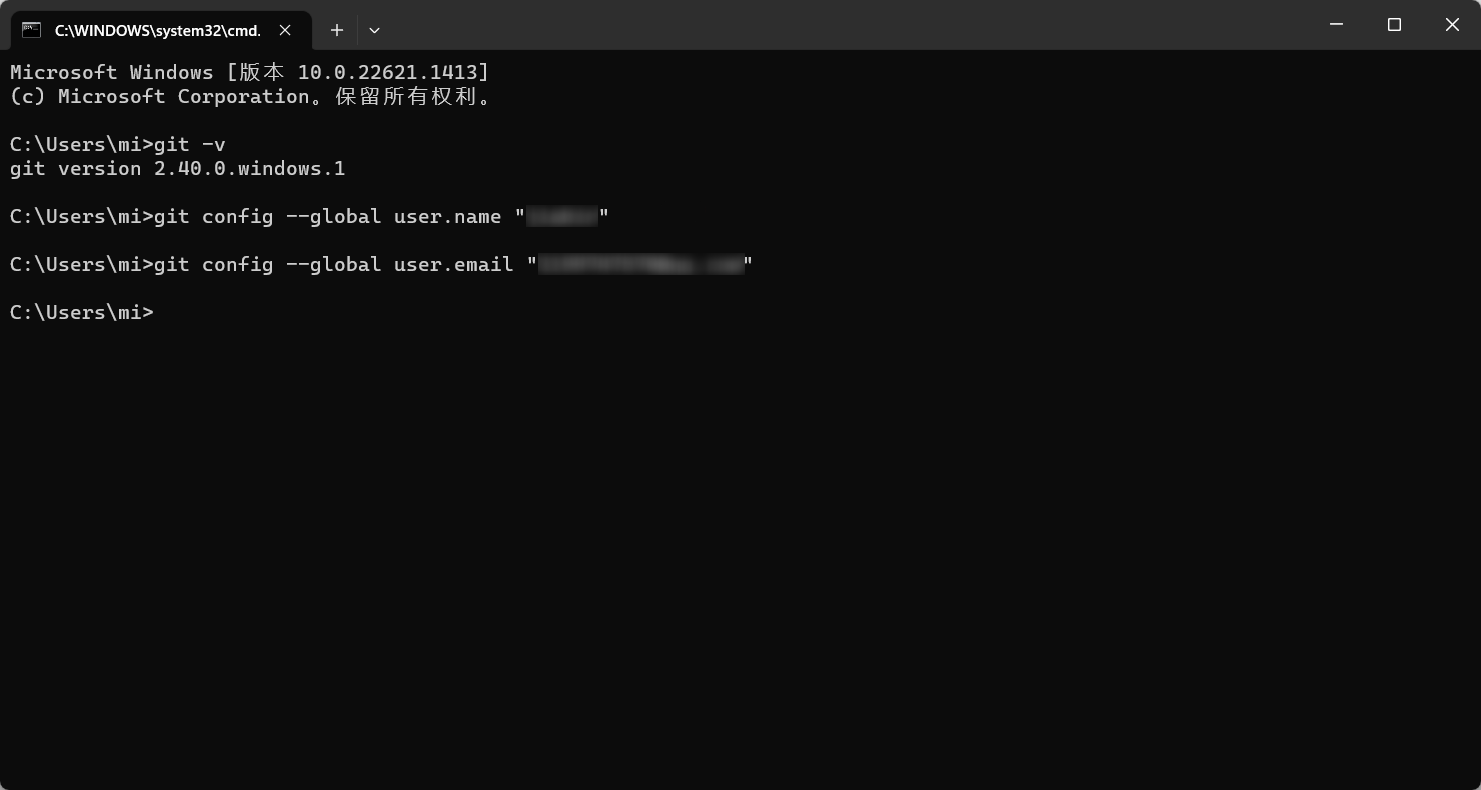 C:\WINDOWS\system32\cmd.
Microsoft Windows [版本 10.0.22621.1413]
(c) Microsoft Corporation。保留所有权利。
C:\Users\mi>git -v
git version 2.40.0.windows.1
C:\Users\mi>git config --global user.name ""
C:\Users\mi>git config --global user.email ""
C:\Users\mi>